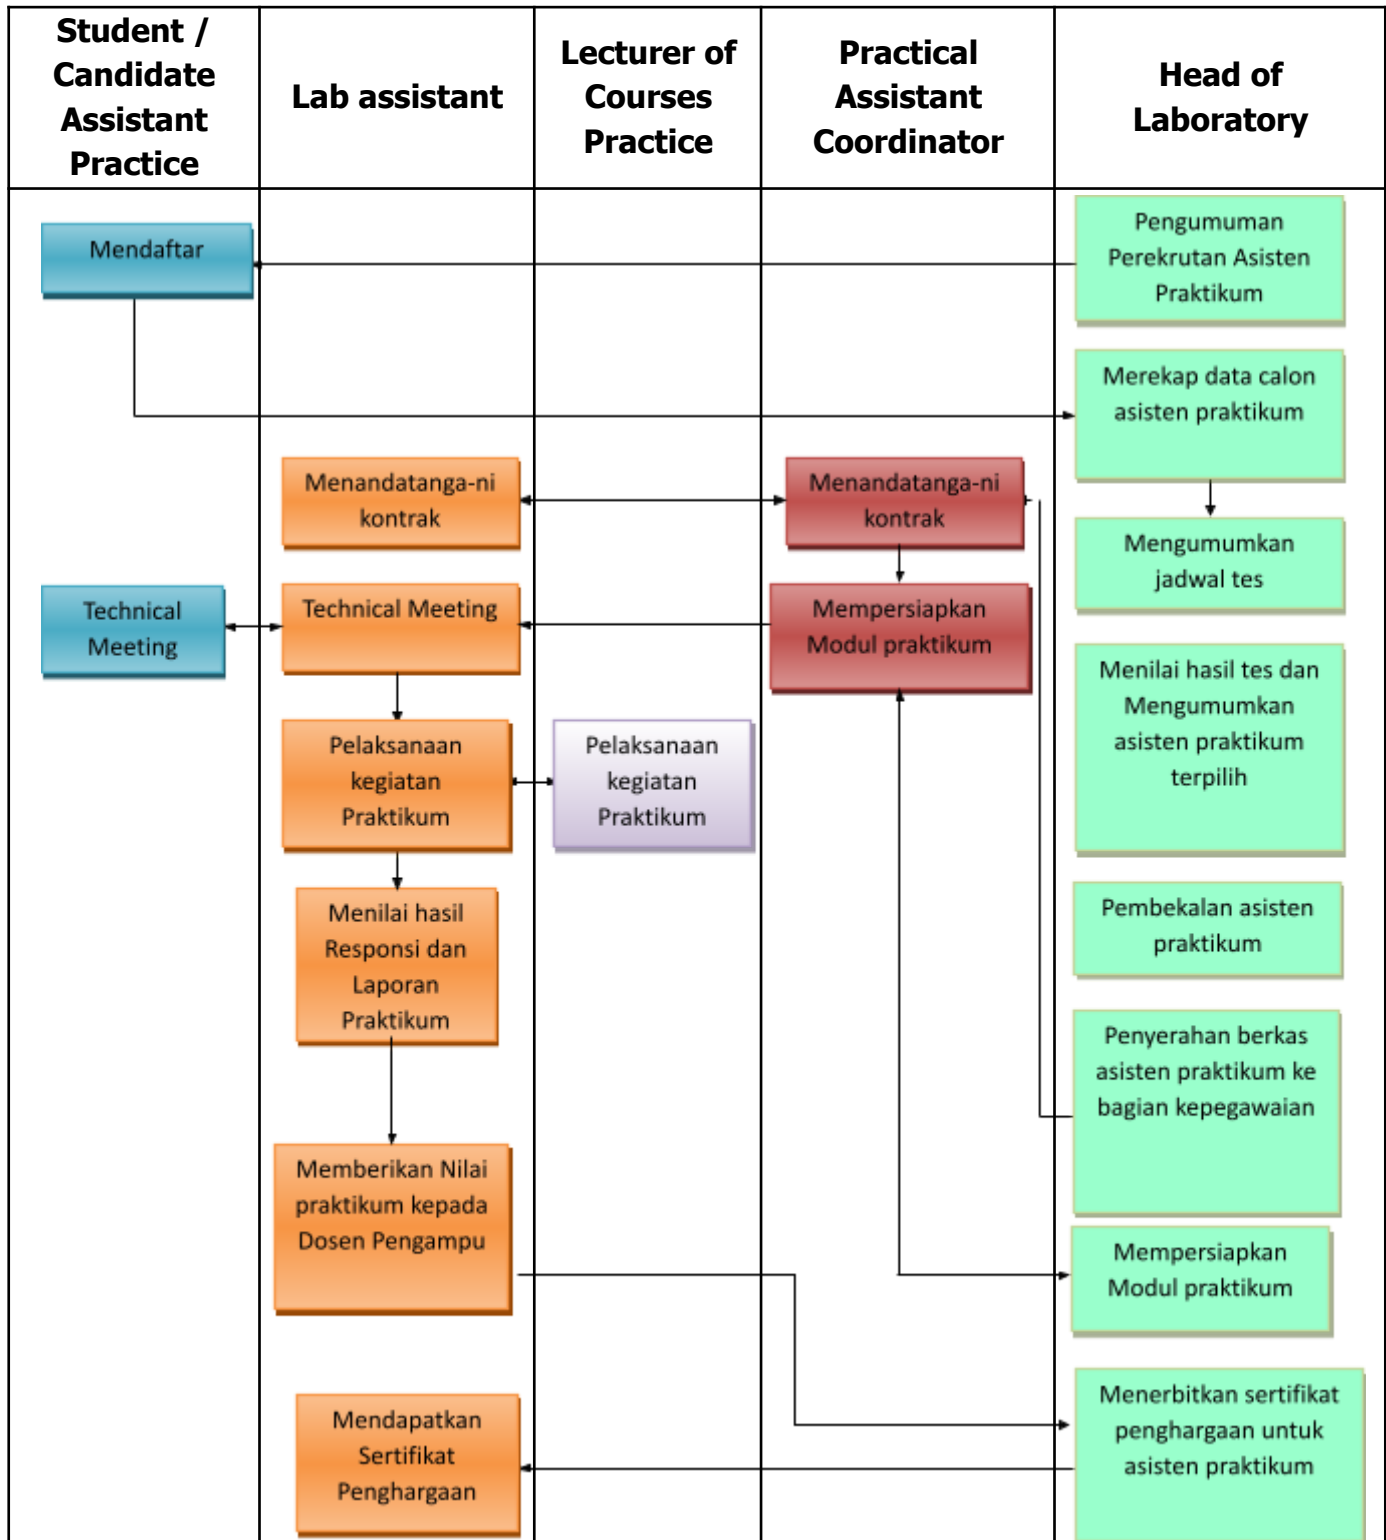 Student /
Candidate
Assistant
Practice
Lab assistant
Lecturer of
Courses
Practice
Practical
Assistant
Coordinator
Head of
Laboratory
Mendaftar
Pengumuman
Perekrutan Asisten
Praktikum
Merekap data calon
asisten praktikum
Menandatanga-ni
kontrak
Menandatanga-ni
kontrak
Mengumumkan
jadwal tes
Technical
Meeting
Technical Meeting
Mempersiapkan
Modul praktikum
Menilai hasil tes dan
Mengumumkan
asisten praktikum
terpilih
Pelaksanaan
kegiatan
Praktikum
Pelaksanaan
kegiatan
Praktikum
Menilai hasil
Responsi dan
Laporan
Praktikum
Pembekalan asisten
praktikum
Penyerahan berkas
asisten praktikum ke
bagian kepegawaian
Memberikan Nilai
praktikum kepada
Dosen Pengampu
Mempersiapkan
Modul praktikum
Mendapatkan
Sertifikat
Penghargaan
Menerbitkan sertifikat
penghargaan untuk
asisten praktikum